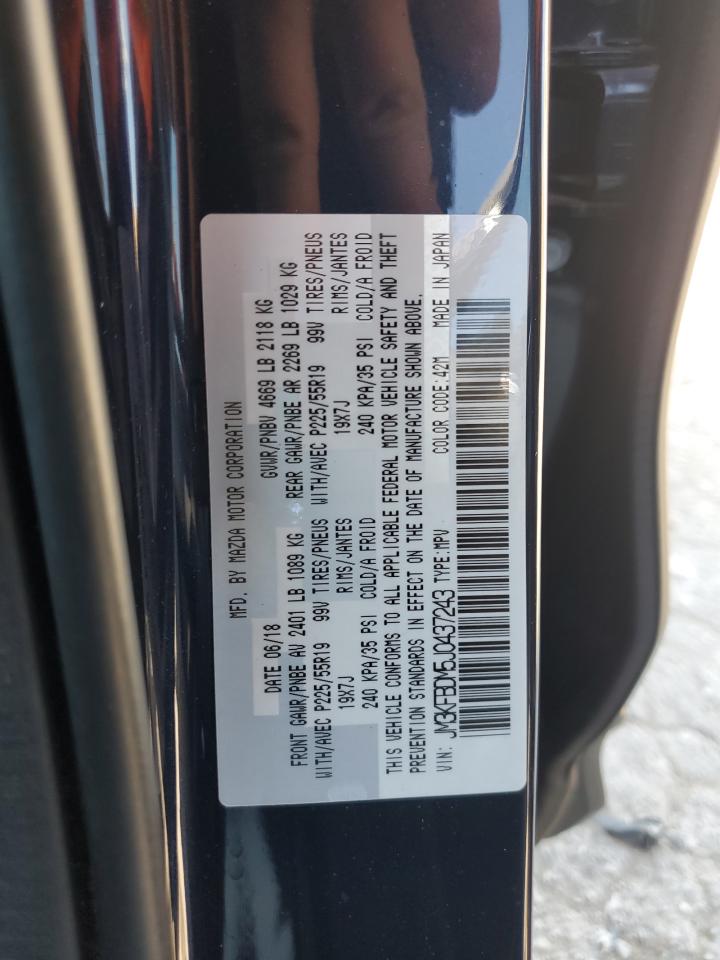 MFD. BY MAZDA MOTOR CORPORATION
DATE 06/18 GVWR/PNBV 4669 LB 2118 KG
FRONT GAWR/PNBE AV 2401 LB 1089 KG REAR GAWR/PNBE AR 2269 LB 1029 KG
WITH/AVEC P225/55R19 99V TIRES/PNEUS WITH/AVEC P225/55R19 99V TIRES/PNEUS
19X7J RIMS/JANTES 19X7J RIMS/JANTES
240 KPA/35 PSI COLD/A FROID 240 KPA/35 PSI COLD/A FROID
THIS VEHICLE CONFORMS TO ALL APPLICABLE FEDERAL MOTOR VEHICLE SAFETY AND THEFT
PREVENTION STANDARDS IN EFFECT ON THE DATE OF MANUFACTURE SHOWN ABOVE.
VIN: JM3KFBDM5J0437243 TYPE:MPV COLOR CODE:42M MADE IN JAPAN